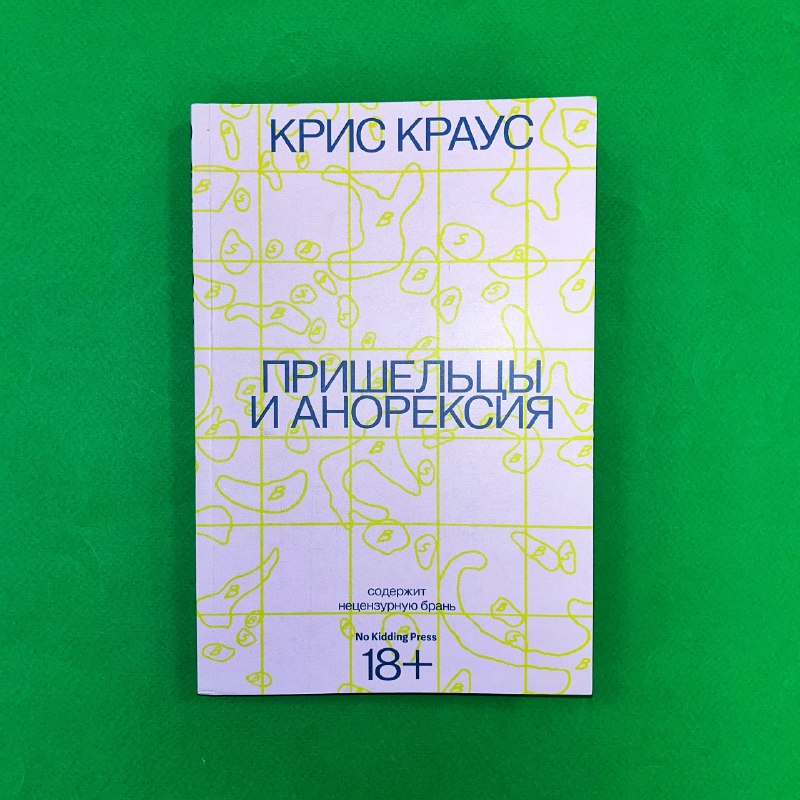 КРИС КРАУС
ПРИШЕЛЬЦЫ
И АНОРЕКСИЯ
содержит
нецензурную брань
No Kidding Press
18+